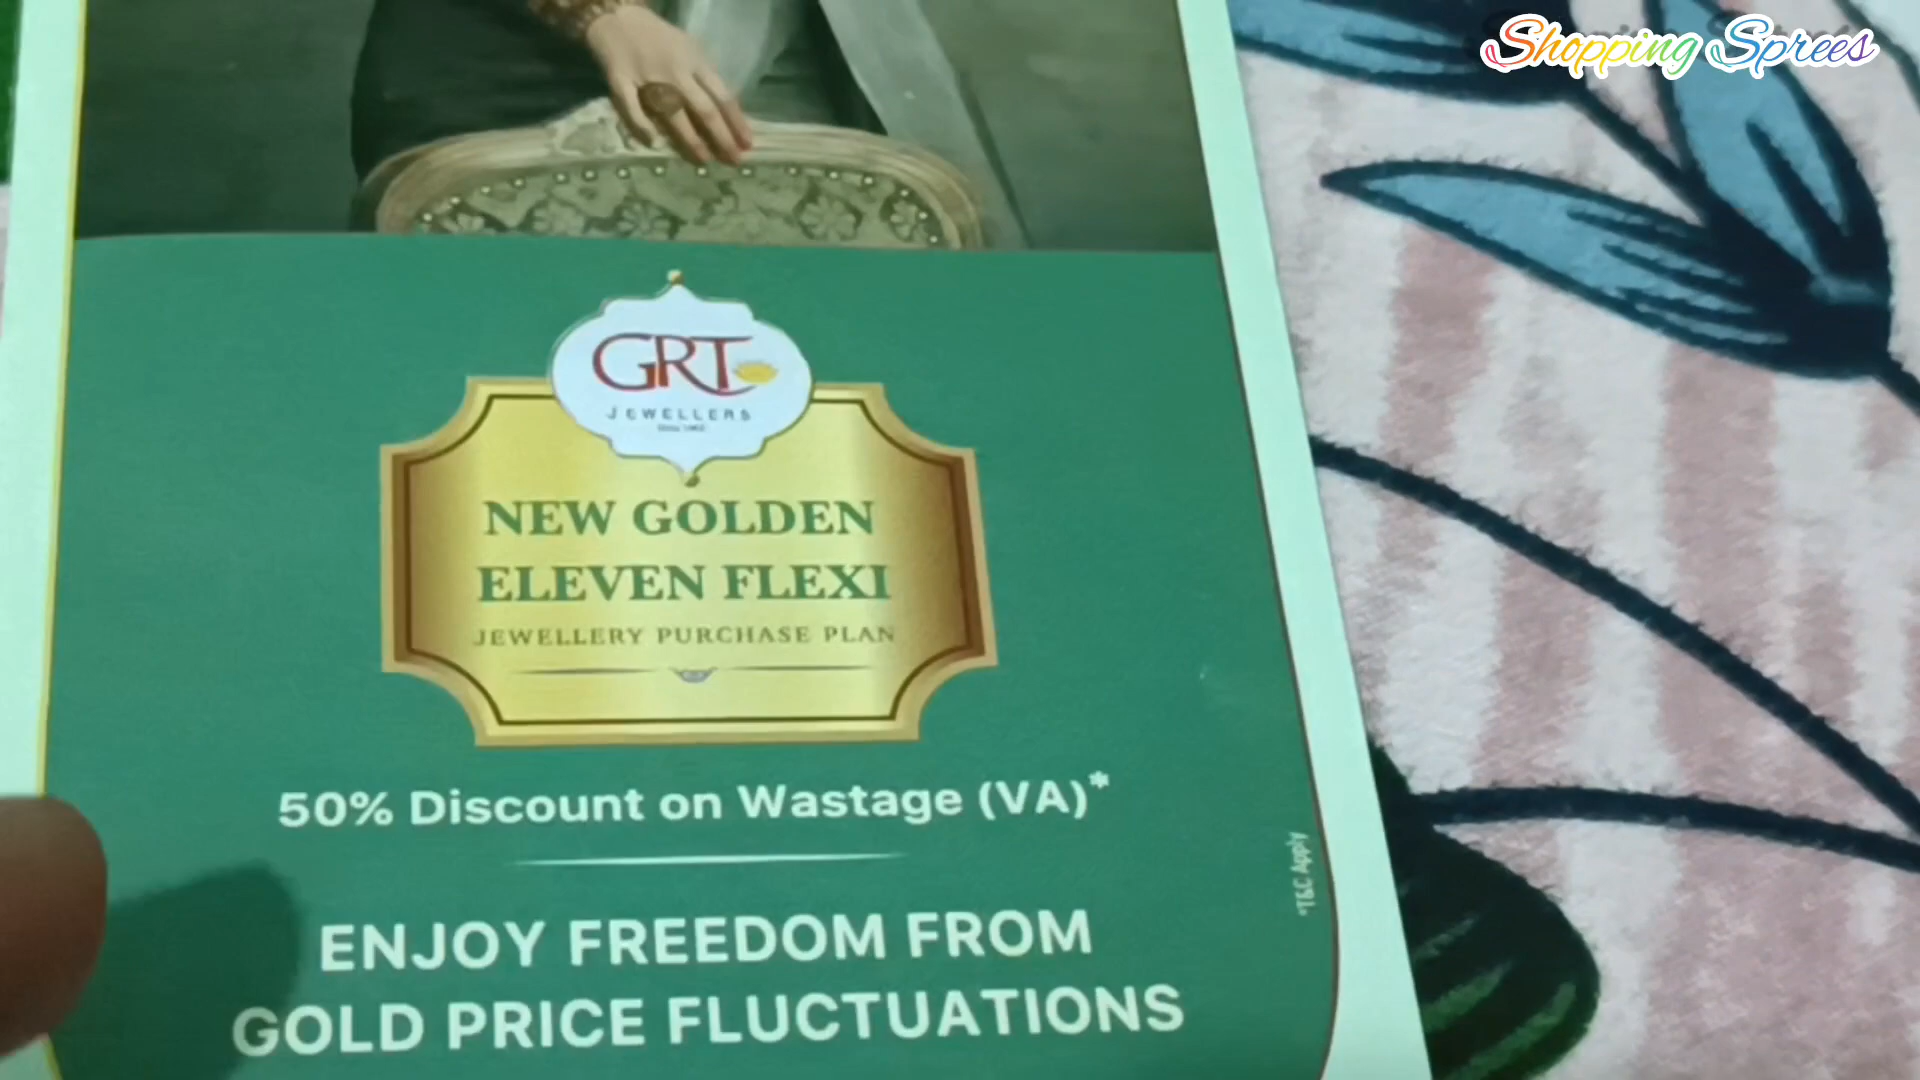 Shopping Sprees
GRT
JEWELLERS
NEW GOLDEN
ELEVEN FLEXI
JEWELLERY PURCHASE PLAN
50% Discount on Wastage (VA)*
*T&C Apply
ENJOY FREEDOM FROM
GOLD PRICE FLUCTUATIONS